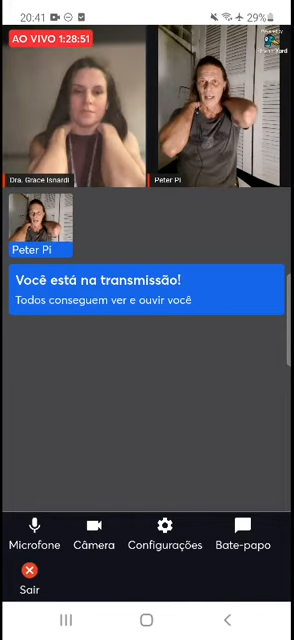 20:41
29%
AO VIVO 1:28:51
Dra. Grace Isnardi
Peter Pi
Peter Pi
Você está na transmissão!
Todos conseguem ver e ouvir você
Microfone
Câmera
Configurações
Bate-papo
Sair